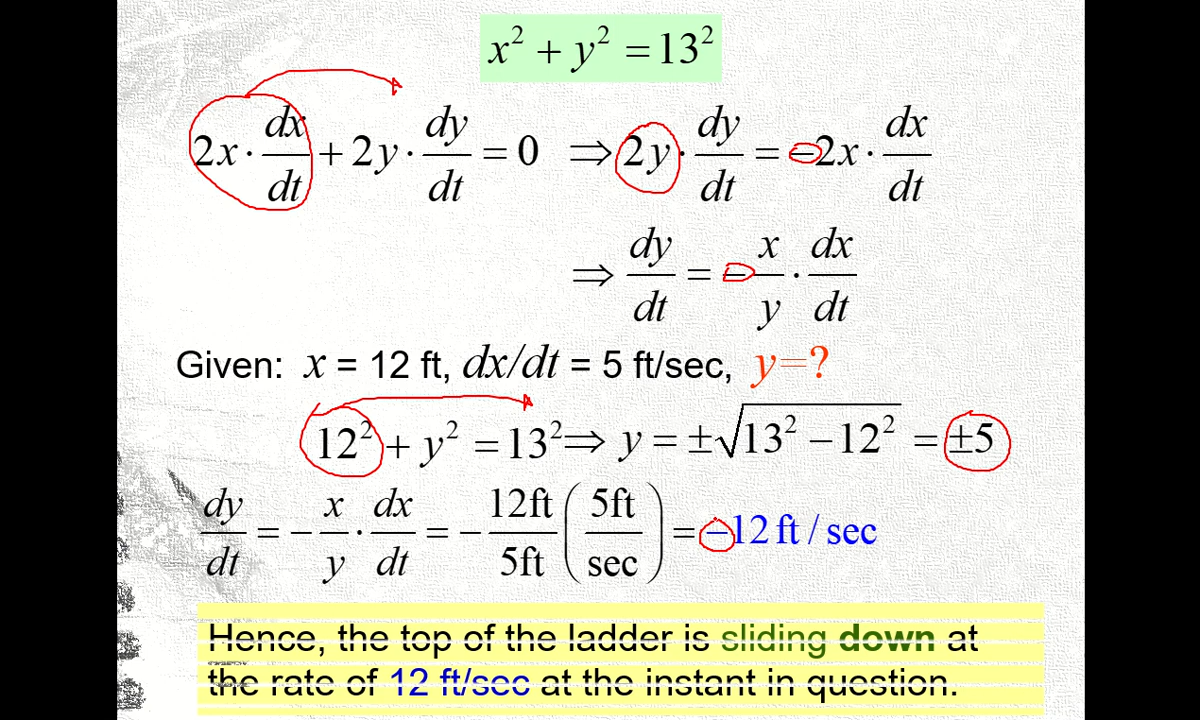 x² + y² = 13²
2x · dx/dt + 2y · dy/dt = 0 ⇒ 2y · dy/dt = −2x · dx/dt
⇒ dy/dt = − x/y · dx/dt
Given: x = 12 ft, dx/dt = 5 ft/sec, y=?
12² + y² = 13² ⇒ y = ±√(13² − 12²) = ±5
dy/dt = − x/y · dx/dt = − 12ft/5ft (5ft/sec) = −12 ft / sec
Hence, the top of the ladder is sliding down at
the rate of 12 ft/sec at the instant in question.